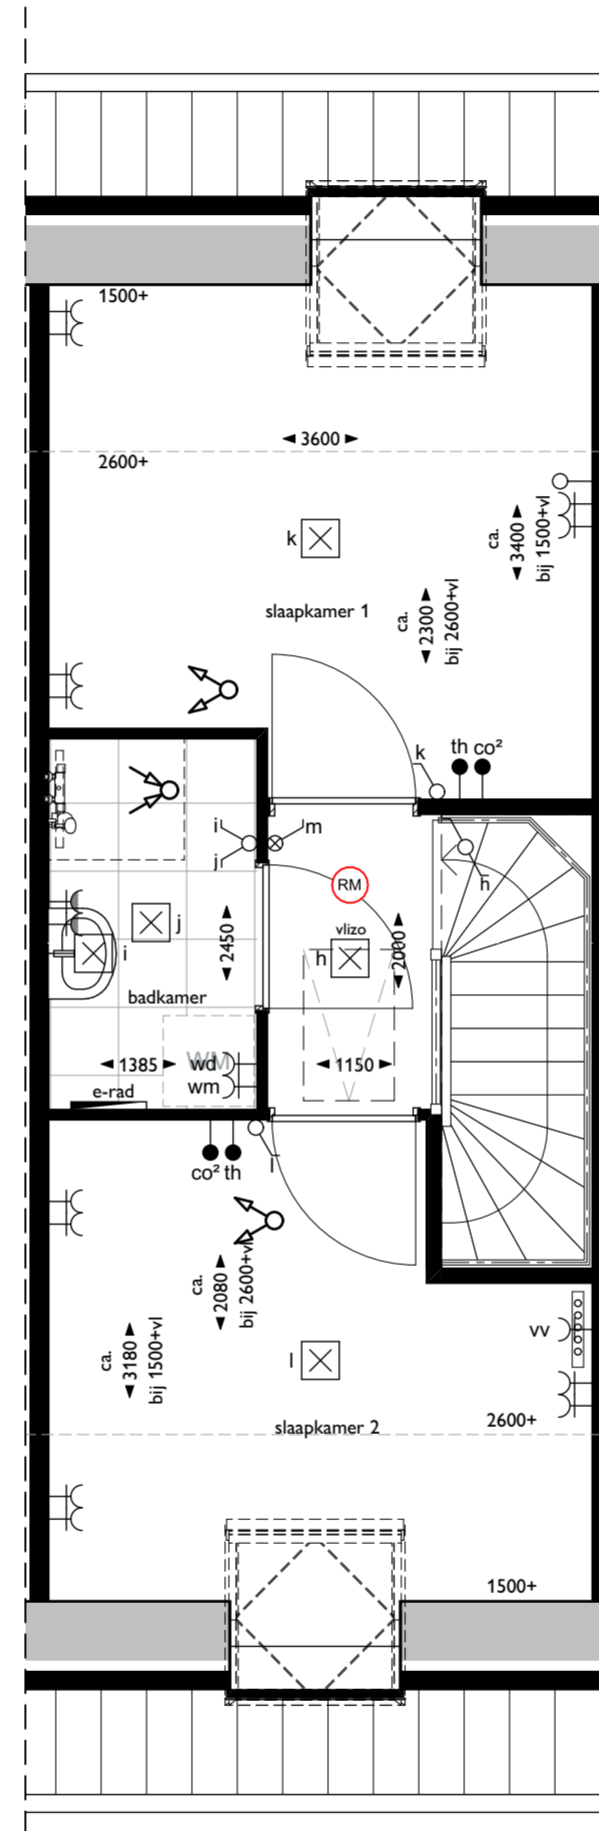 1500+
◄ 3600 ►
2600+
k
ca.
◄ 3400 ►
bij 1500+vl
slaapkamer 1
ca.
◄ 2300 ►
bij 2600+vl
k
th co²
i
j
m
h
RM
j
i
◄ 2450 ►
vlizo
h
◄ 2000 ►
badkamer
WM
◄ 1385 ►
wd
wm
◄ 1150 ►
e-rad
co² th
l
ca.
◄ 2080 ►
bij 2600+vl
ca.
◄ 3180 ►
bij 1500+vl
vv
l
2600+
slaapkamer 2
1500+